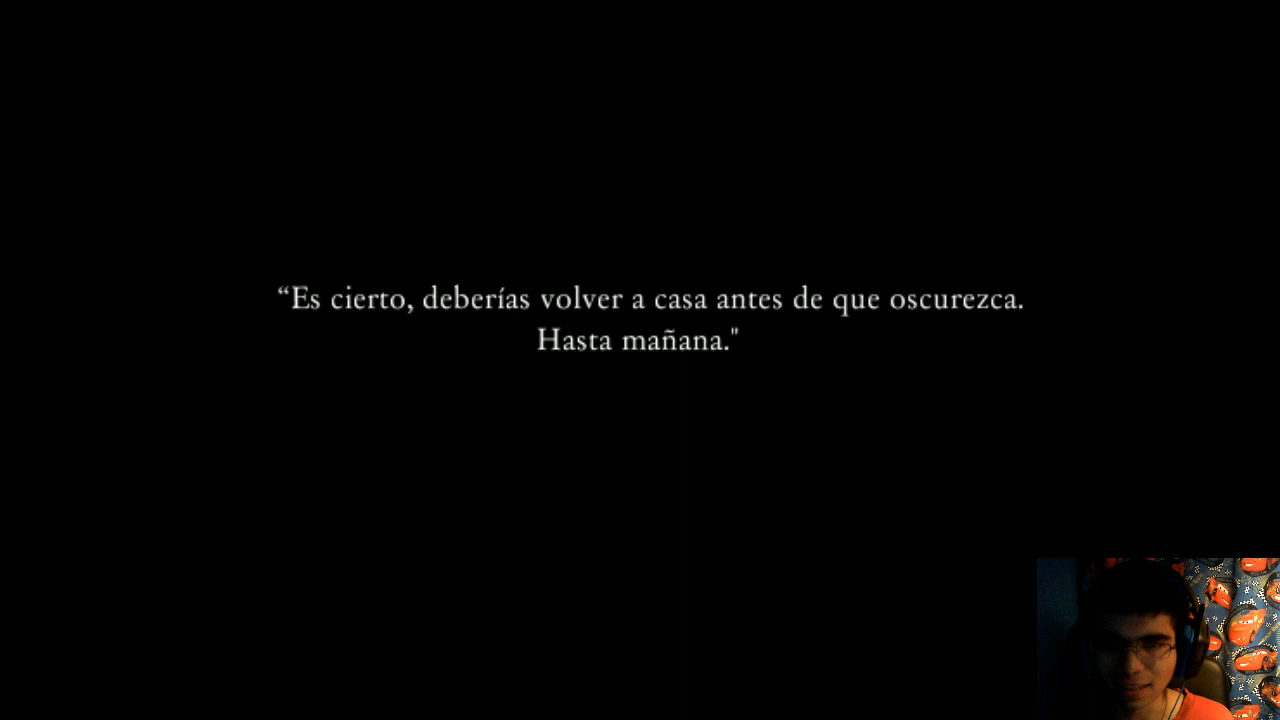 “Es cierto, deberías volver a casa antes de que oscurezca.
Hasta mañana."